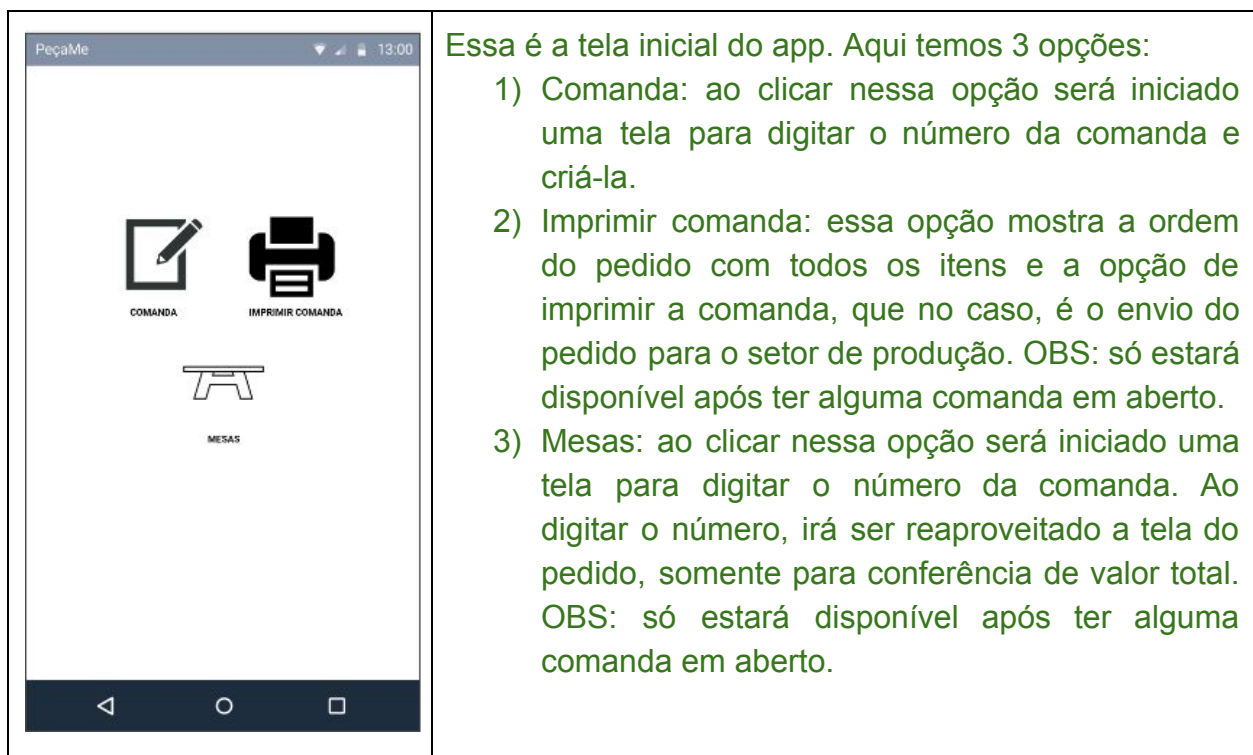 PeçaMe
13:00
COMANDA
IMPRIMIR COMANDA
MESAS
Essa é a tela inicial do app. Aqui temos 3 opções:
1) Comanda: ao clicar nessa opção será iniciado
uma tela para digitar o número da comanda e
criá-la.
2) Imprimir comanda: essa opção mostra a ordem
do pedido com todos os itens e a opção de
imprimir a comanda, que no caso, é o envio do
pedido para o setor de produção. OBS: só estará
disponível após ter alguma comanda em aberto.
3) Mesas: ao clicar nessa opção será iniciado uma
tela para digitar o número da comanda. Ao
digitar o número, irá ser reaproveitado a tela do
pedido, somente para conferência de valor total.
OBS: só estará disponível após ter alguma
comanda em aberto.